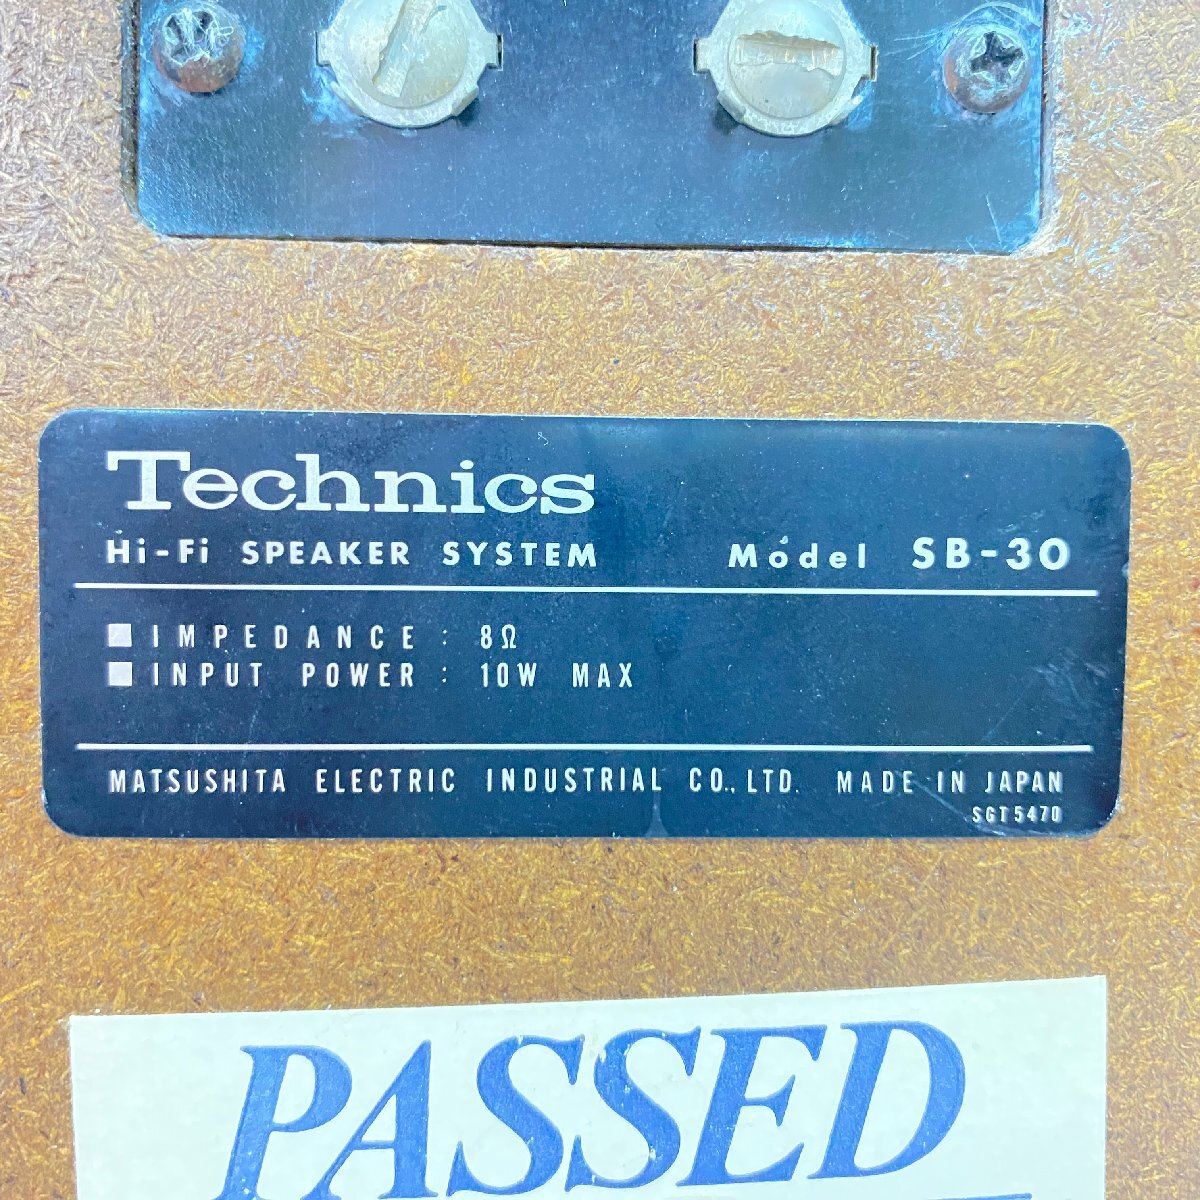 Technics
Hi-Fi SPEAKER SYSTEM Model SB-30
IMPEDANCE : 8Ω
INPUT POWER : 10W MAX
MATSUSHITA ELECTRIC INDUSTRIAL CO., LTD. MADE IN JAPAN
SGT5470
PASSED